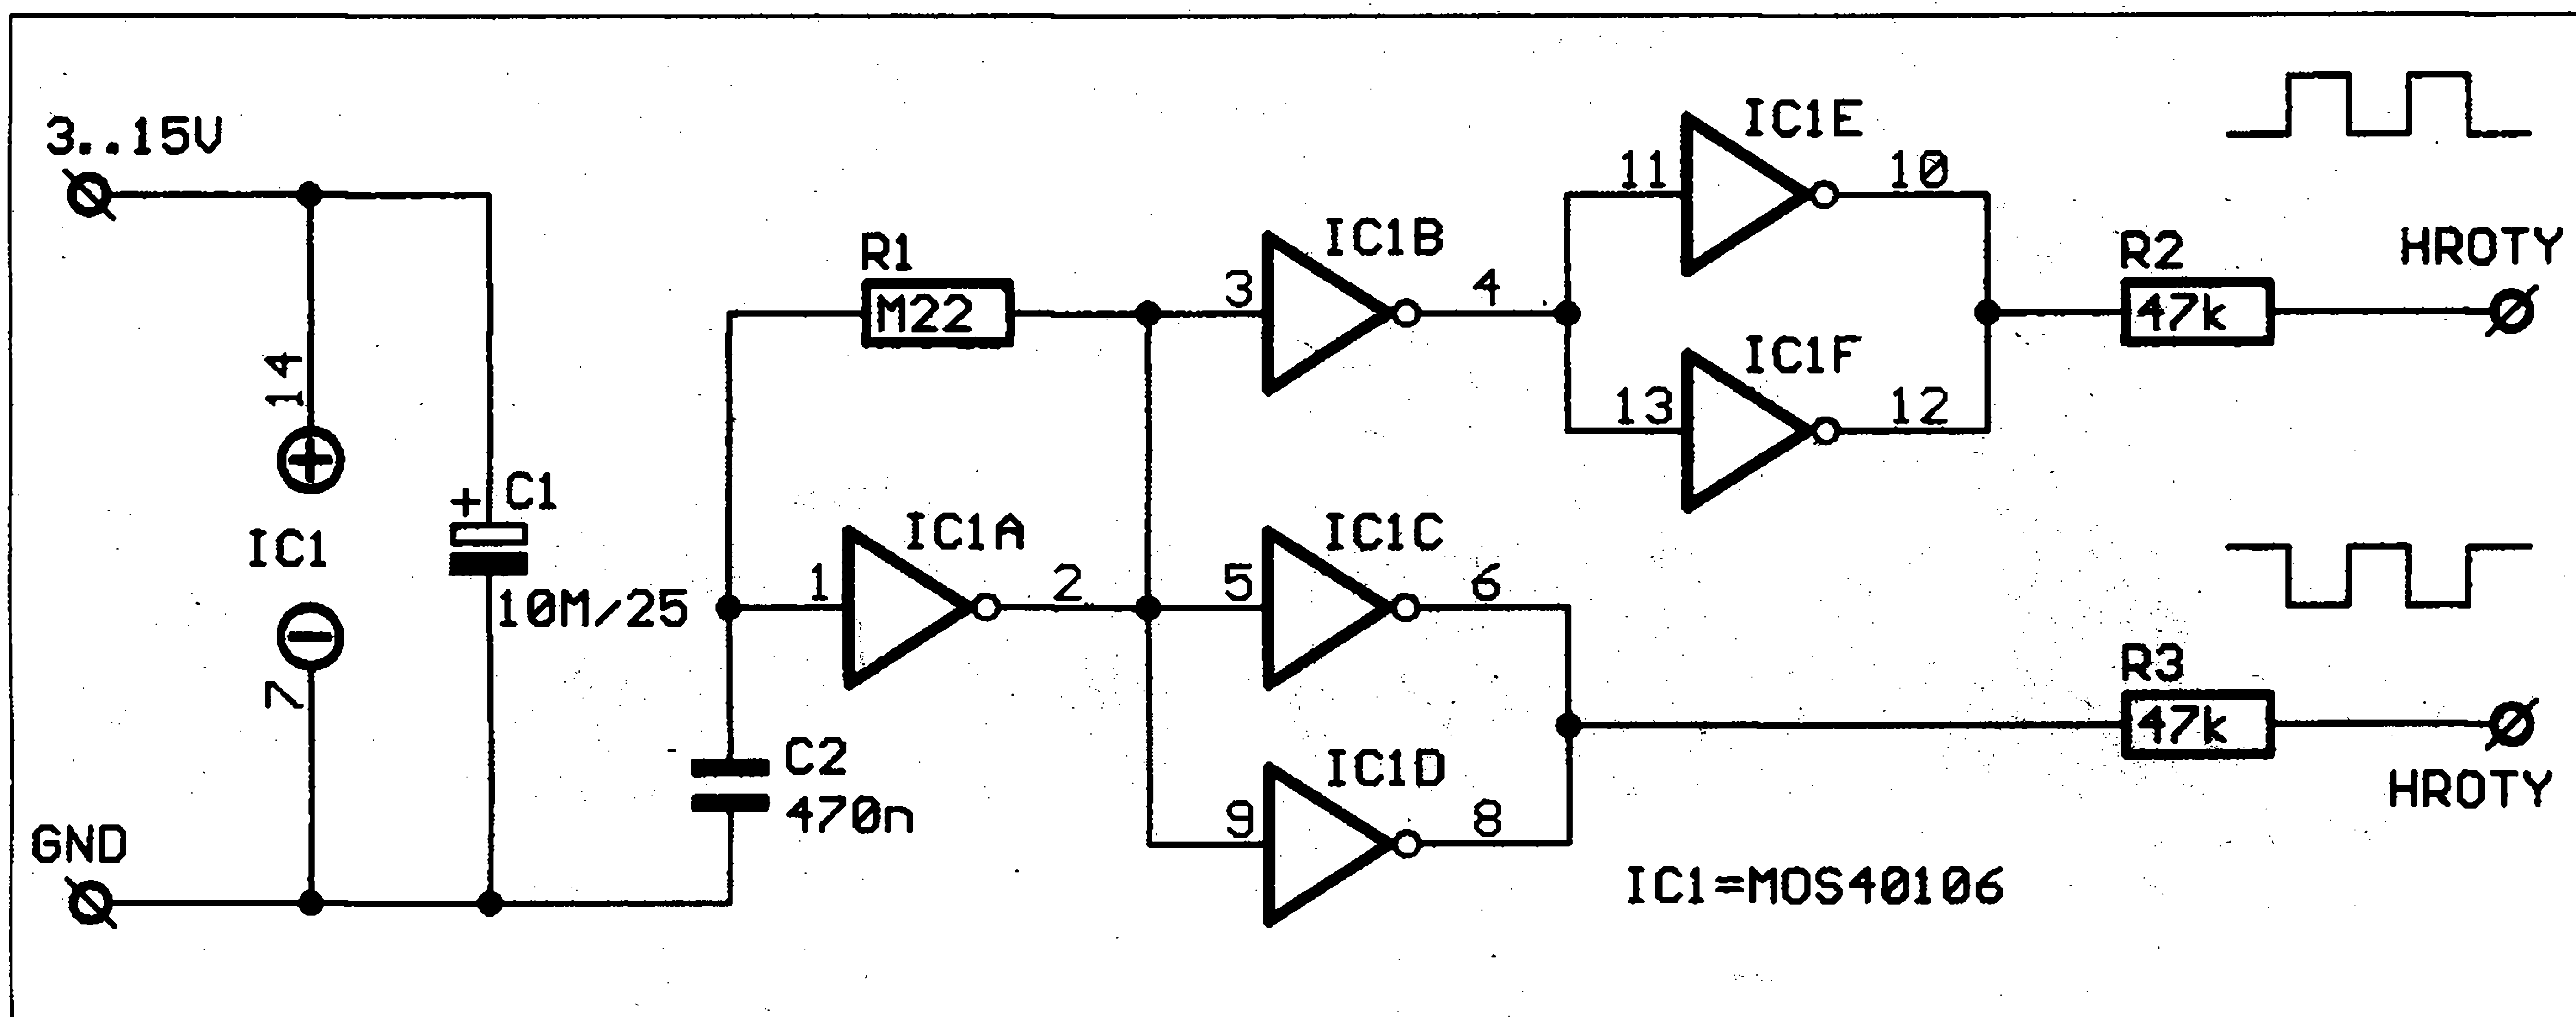 3..15V
14
IC1
7
GND
+ C1
10M/25
R1
M22
IC1A
1
2
C2
470n
IC1B
3
4
IC1C
5
6
IC1D
9
8
IC1E
11
10
IC1F
13
12
R2
47k
HROTY
R3
47k
HROTY
IC1=MOS40106